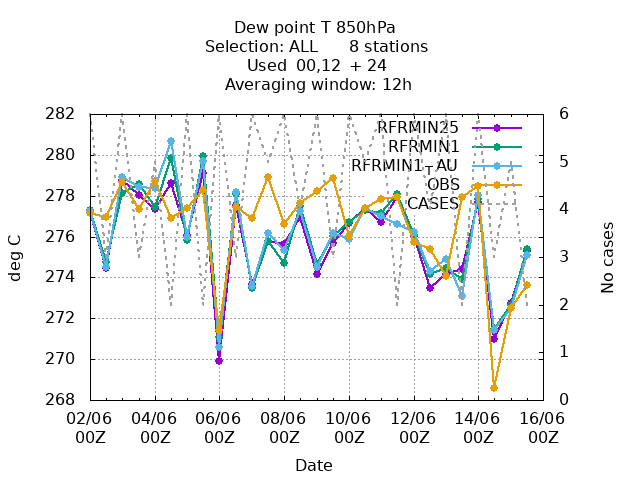 Dew point T 850hPa
Selection: ALL 8 stations
Used 00,12 + 24
Averaging window: 12h
282 6
RFRMIN25
RFRMIN1
280 5
RFRMIN1_AU
OBS
278 4
CASES
276
deg C
274 3
No cases
272 2
270 1
268 0
02/06 04/06 06/06 08/06 10/06 12/06 14/06 16/06
00Z 00Z 00Z 00Z 00Z 00Z 00Z 00Z
Date